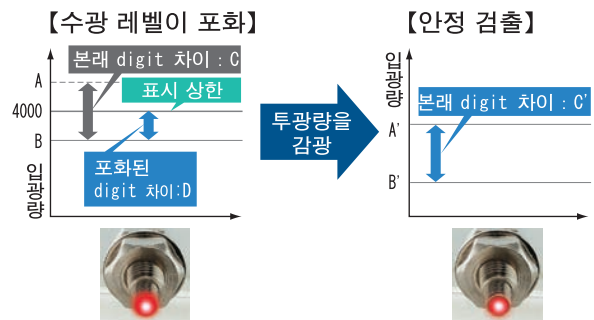 【수광 레벨이 포화】
본래 digit 차이 : C
A
표시 상한
4000
B
포화된
digit 차이:D
입광량
투광량을
감광
【안정 검출】
입광량
본래 digit 차이 : C'
A'
B'